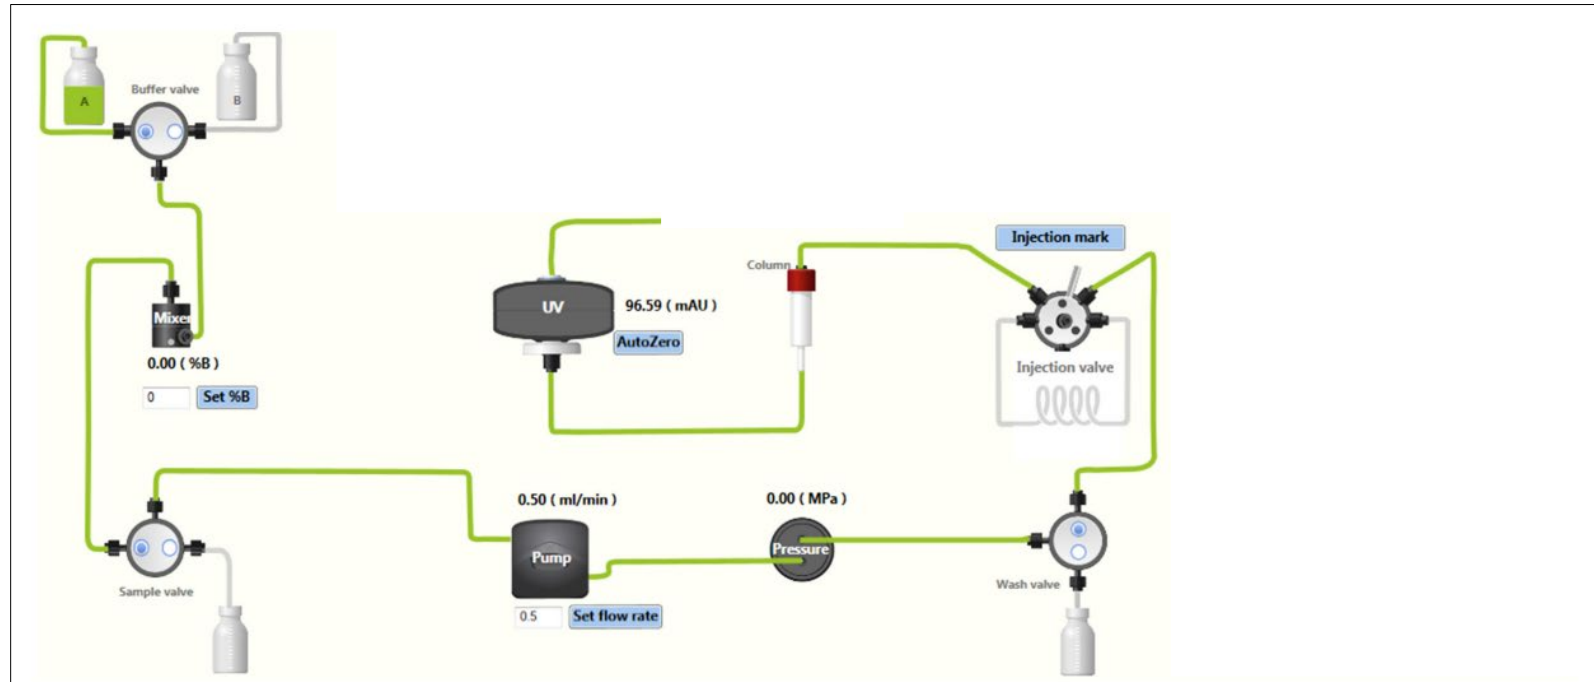 Buffer valve
A
B
Injection mark
Column
UV
96.59 ( mAU )
AutoZero
Mixer
0.00 ( %B )
0
Set %B
Injection valve
0.50 ( ml/min )
0.00 ( MPa )
Pump
Pressure
Sample valve
Wash valve
0.5
Set flow rate